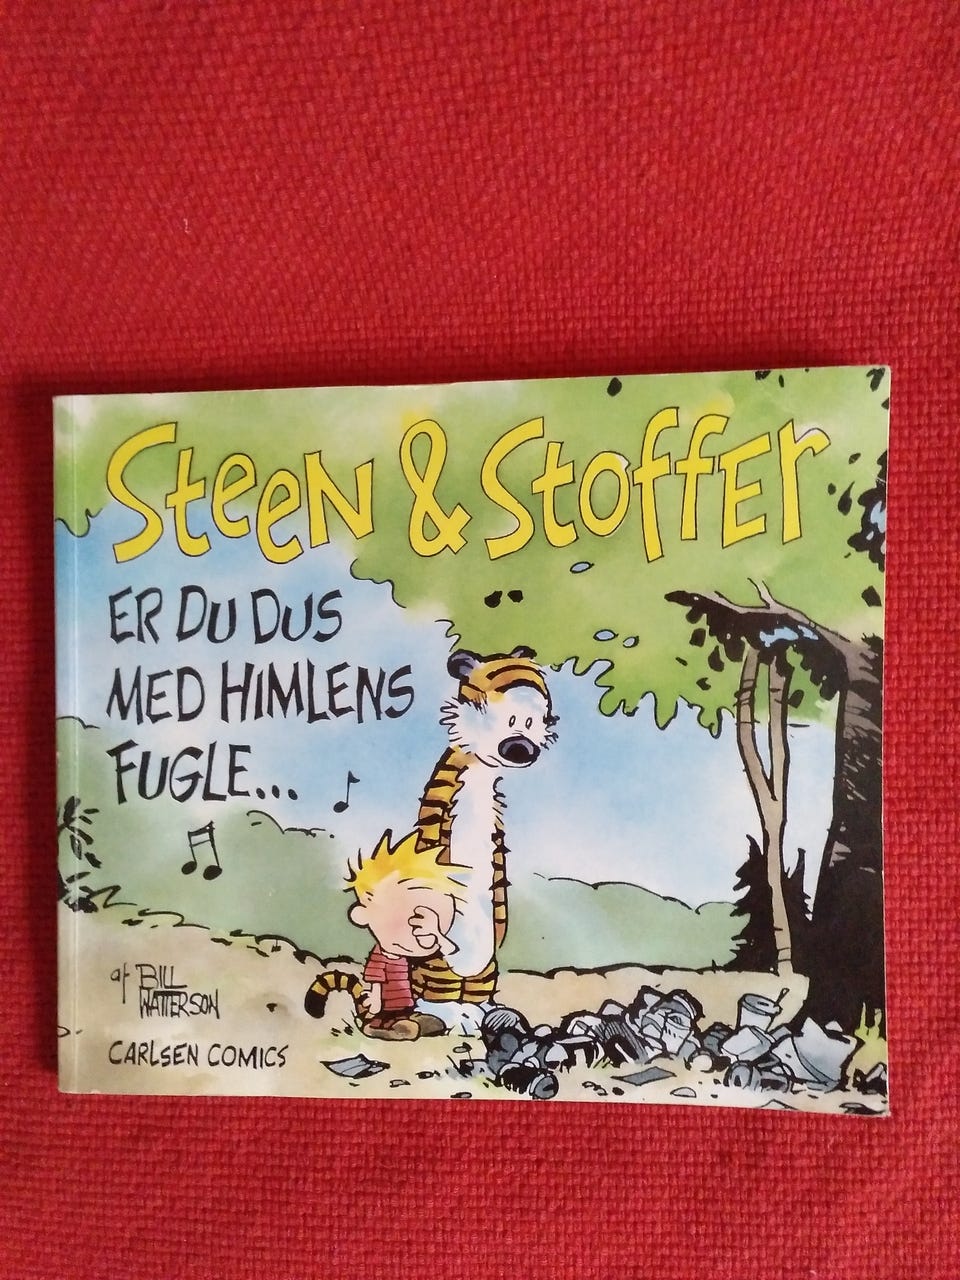 Steen & Stoffer
ER DU DUS
MED HIMLENS
FUGLE...
af BILL
WATTERSON
CARLSEN COMICS